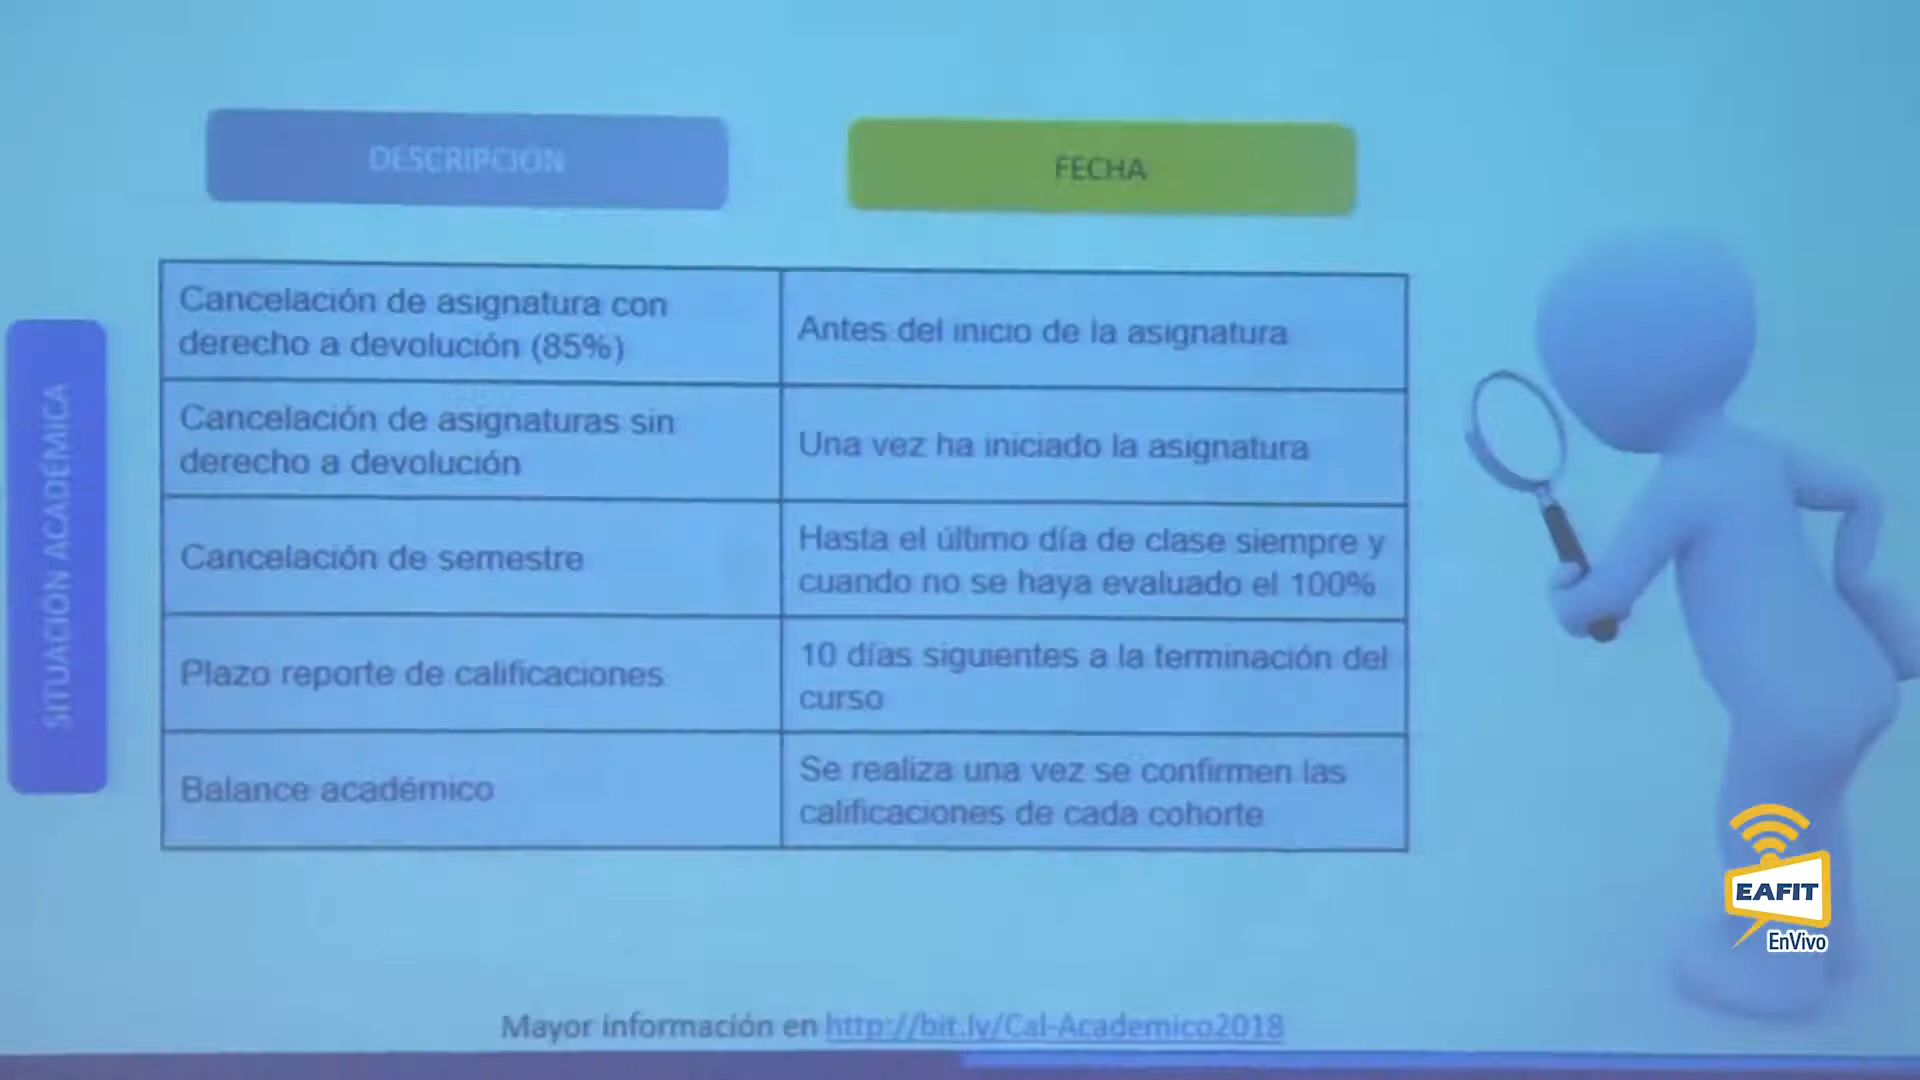 DESCRIPCIÓN
FECHA
SITUACIÓN ACADÉMICA
Cancelación de asignatura con
derecho a devolución (85%)
Antes del inicio de la asignatura
Cancelación de asignaturas sin
derecho a devolución
Una vez ha iniciado la asignatura
Cancelación de semestre
Hasta el último día de clase siempre y
cuando no se haya evaluado el 100%
Plazo reporte de calificaciones
10 días siguientes a la terminación del
curso
Balance académico
Se realiza una vez se confirmen las
calificaciones de cada cohorte
EAFIT
EnVivo
Mayor información en http://bit.ly/Cal-Academico2018